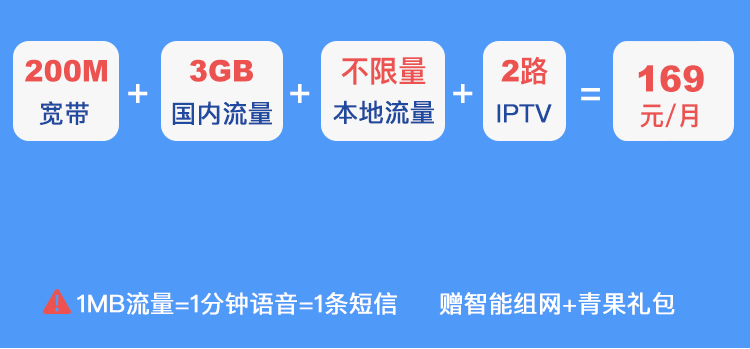 200M + 3GB + 不限量 + 2路 = 169
宽带 国内流量 本地流量 IPTV 元/月
1MB流量=1分钟语音=1条短信 赠智能组网+青果礼包